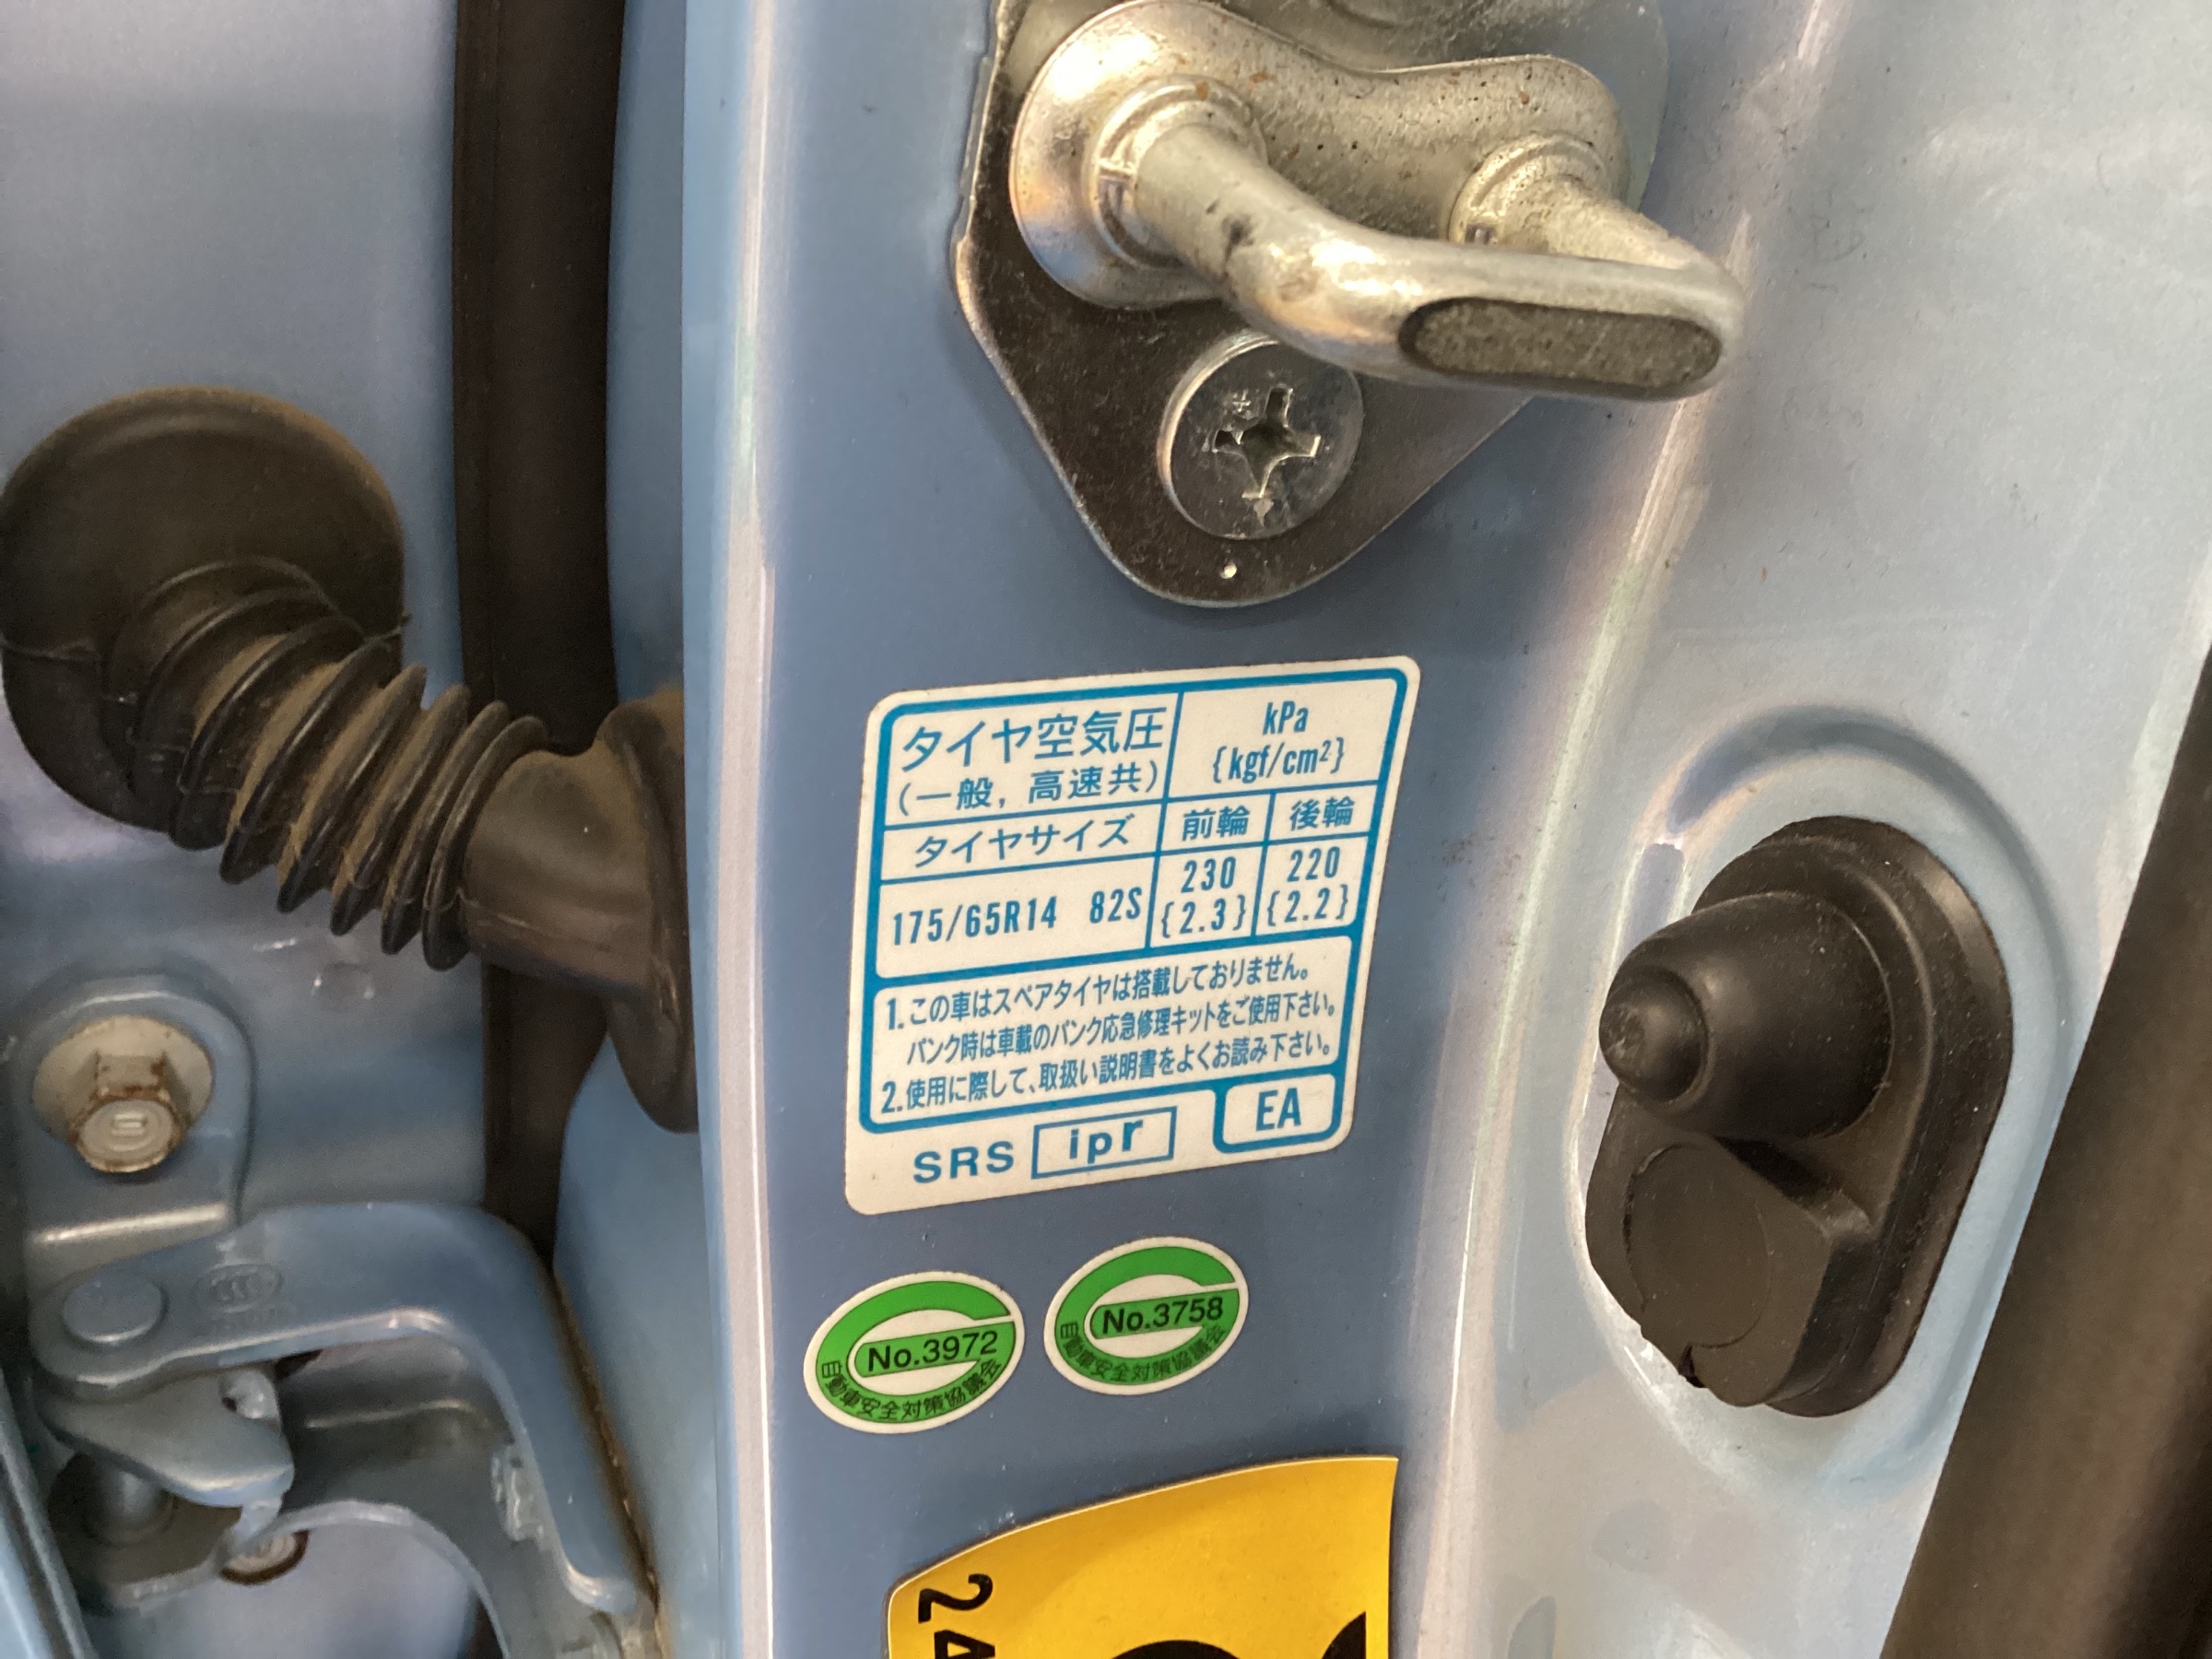 タイヤ空気圧
(一般, 高速共)
kPa
{kgf/cm²}
タイヤサイズ 前輪 後輪
175/65R14 82S 230 {2.3} 220 {2.2}
1. この車はスペアタイヤは搭載しておりません。
パンク時は車載のパンク応急修理キットをご使用下さい。
2. 使用に際して、取扱い説明書をよくお読み下さい。
SRS ipr EA
No.3972
自動車安全対策協議会
No.3758
自動車安全対策協議会
24